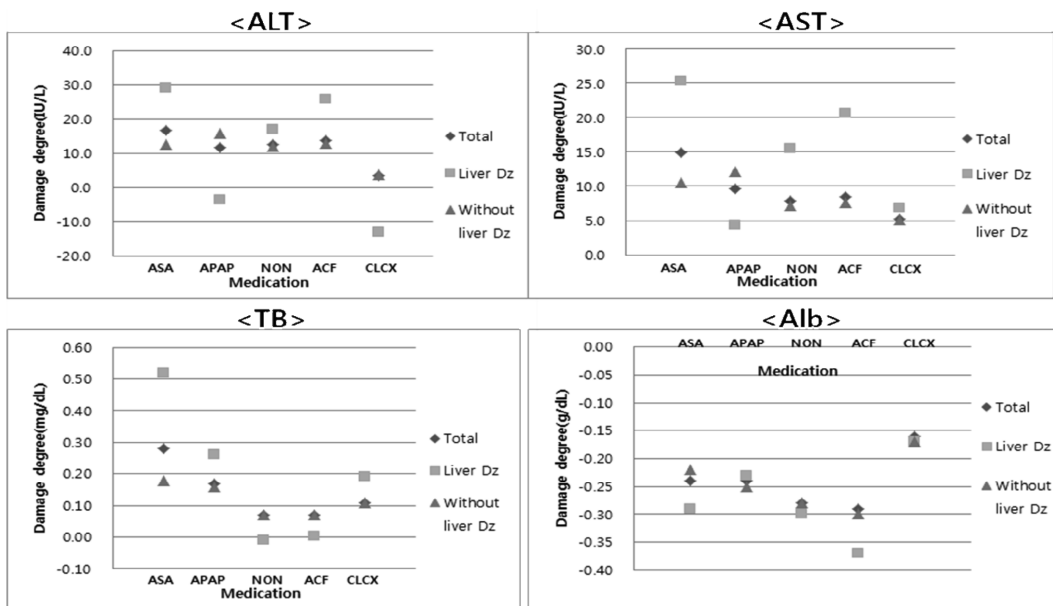 <ALT>
40.0
30.0
20.0
10.0
0.0
-10.0
-20.0
Damage degree(IU/L)
ASA APAP NON ACF CLCX
Medication
Total
Liver Dz
Without
liver Dz
<AST>
30.0
25.0
20.0
15.0
10.0
5.0
0.0
Damage degree(IU/L)
ASA APAP NON ACF CLCX
Medication
Total
Liver Dz
Without
liver Dz
<TB>
0.60
0.50
0.40
0.30
0.20
0.10
0.00
-0.10
Damage degree(mg/dL)
ASA APAP NON ACF CLCX
Medication
Total
Liver Dz
Without
liver Dz
<Alb>
0.00
-0.05
-0.10
-0.15
-0.20
-0.25
-0.30
-0.35
-0.40
Damage degree(g/dL)
ASA APAP NON ACF CLCX
Medication
Total
Liver Dz
Without
liver Dz